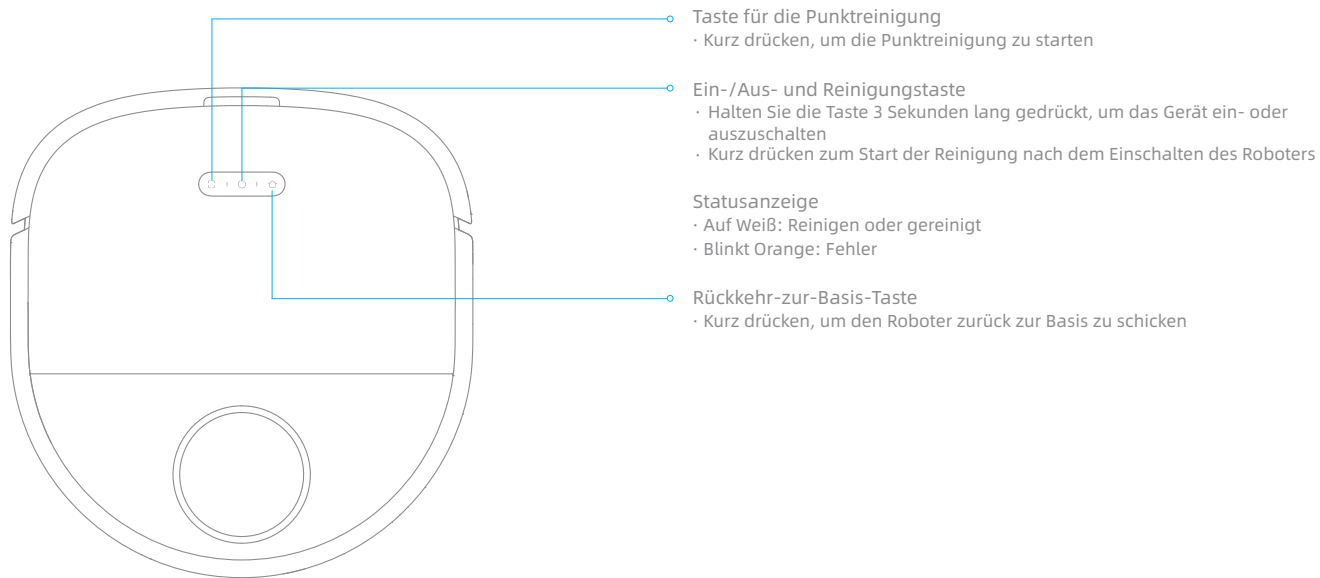 Taste für die Punktreinigung
· Kurz drücken, um die Punktreinigung zu starten
Ein-/Aus- und Reinigungstaste
· Halten Sie die Taste 3 Sekunden lang gedrückt, um das Gerät ein- oder
auszuschalten
· Kurz drücken zum Start der Reinigung nach dem Einschalten des Roboters
Statusanzeige
· Auf Weiß: Reinigen oder gereinigt
· Blinkt Orange: Fehler
Rückkehr-zur-Basis-Taste
· Kurz drücken, um den Roboter zurück zur Basis zu schicken